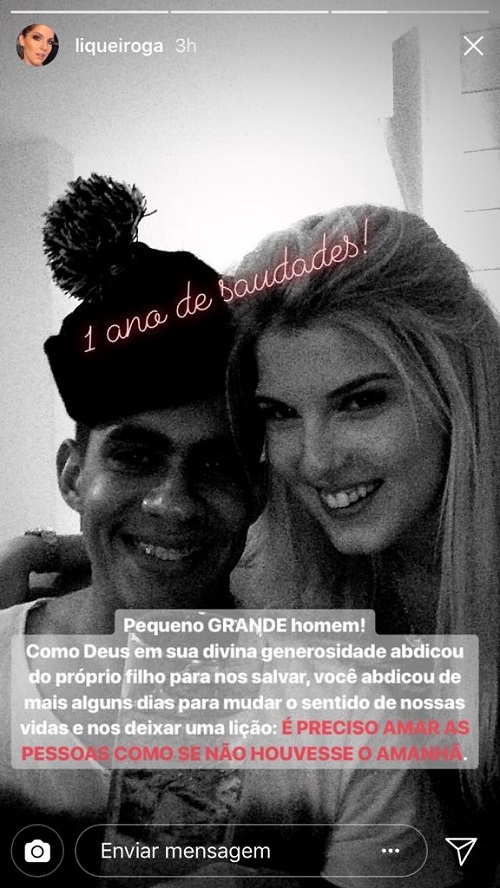 liqueiroga 3h
1 ano de saudades!
Pequeno GRANDE homem!
Como Deus em sua divina generosidade abdicou
do próprio filho para nos salvar, você abdicou de
mais alguns dias para mudar o sentido de nossas
vidas e nos deixar uma lição: É PRECISO AMAR AS
PESSOAS COMO SE NÃO HOUVESSE O AMANHÃ.
Enviar mensagem